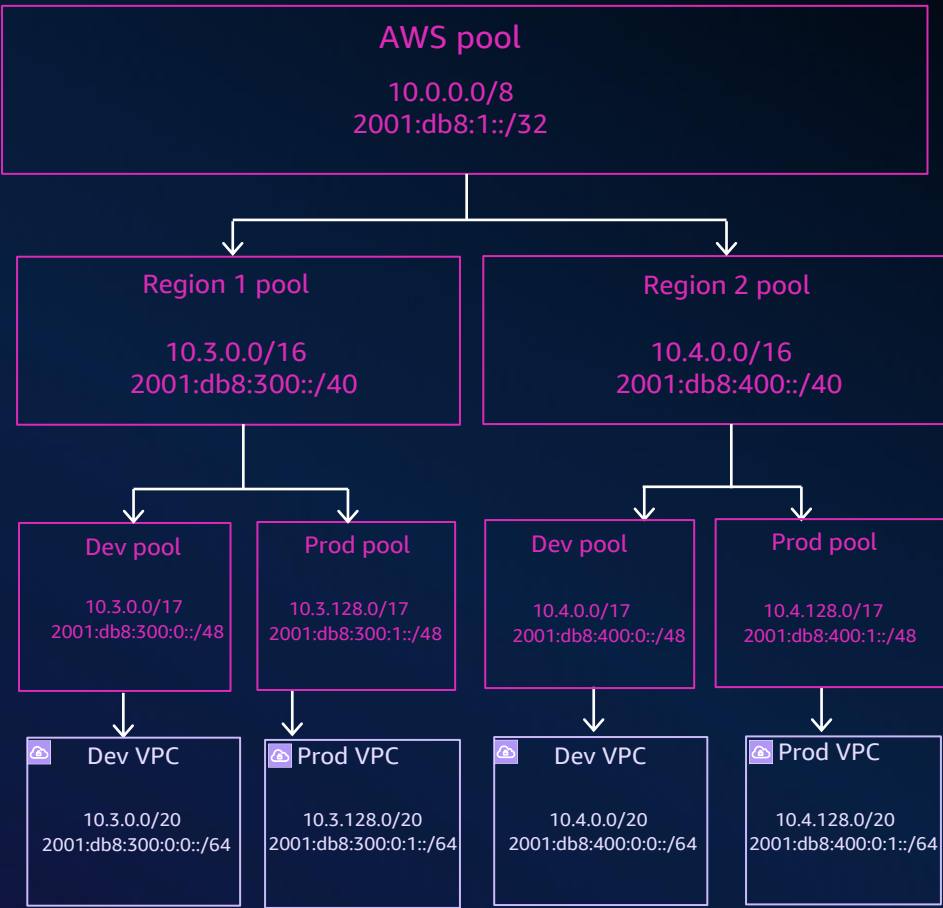 AWS pool
10.0.0.0/8
2001:db8:1::/32
Region 1 pool
10.3.0.0/16
2001:db8:300::/40
Region 2 pool
10.4.0.0/16
2001:db8:400::/40
Dev pool
10.3.0.0/17
2001:db8:300:0::/48
Prod pool
10.3.128.0/17
2001:db8:300:1::/48
Dev pool
10.4.0.0/17
2001:db8:400:0::/48
Prod pool
10.4.128.0/17
2001:db8:400:1::/48
Dev VPC
10.3.0.0/20
2001:db8:300:0:0::/64
Prod VPC
10.3.128.0/20
2001:db8:300:0:1::/64
Dev VPC
10.4.0.0/20
2001:db8:400:0:0::/64
Prod VPC
10.4.128.0/20
2001:db8:400:0:1::/64